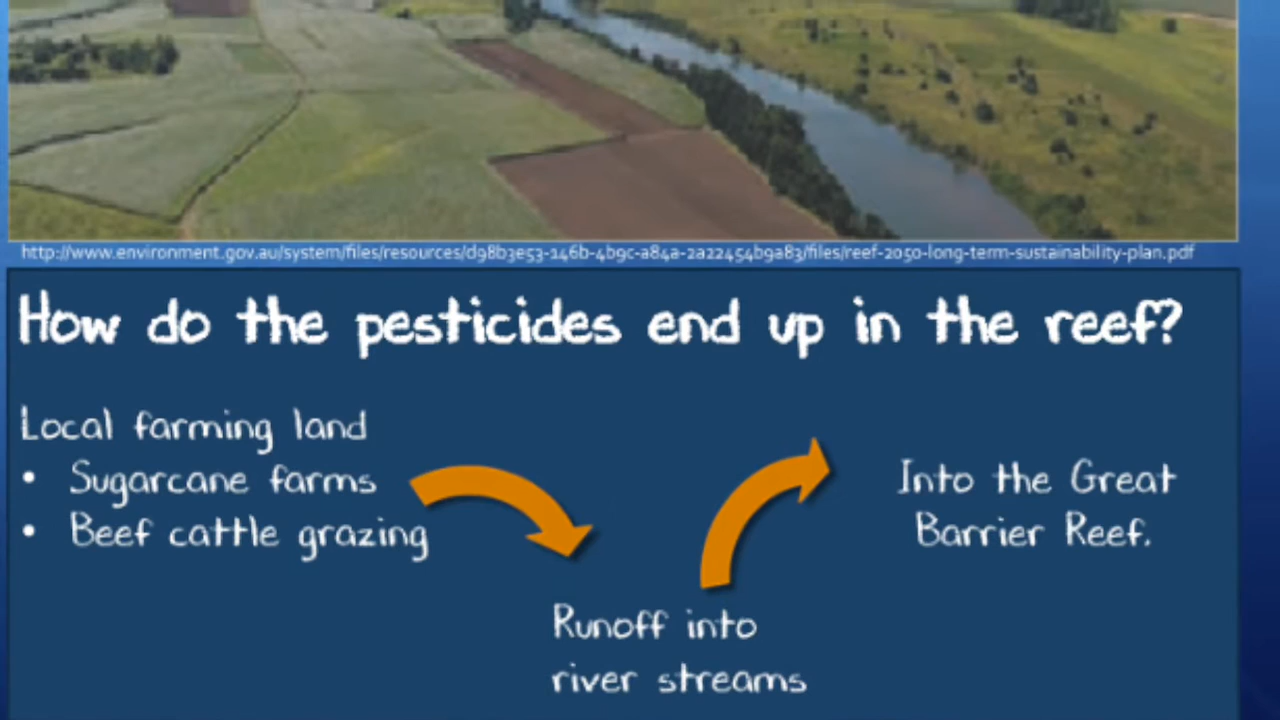 http://www.environment.gov.au/system/files/resources/d98b3e53-146b-4b9c-a84a-2a22454b9a83/files/reef-2050-long-term-sustainability-plan.pdf
How do the pesticides end up in the reef?
Local farming land
• Sugarcane farms
• Beef cattle grazing
Runoff into
river streams
Into the Great
Barrier Reef.